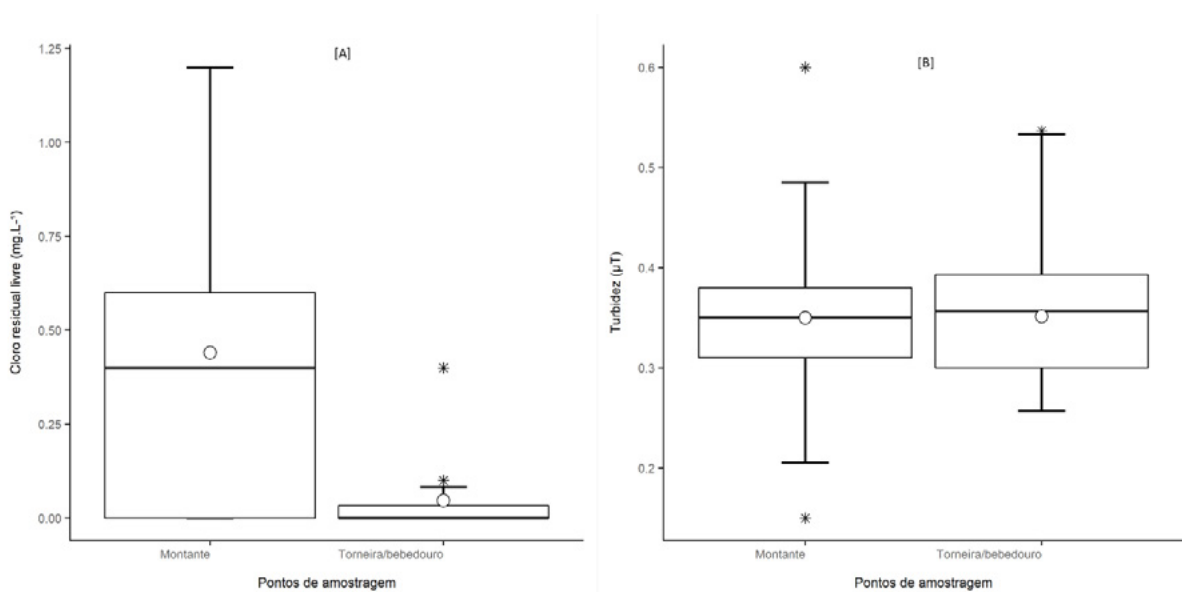 [A]
Cloro residual livre (mg.L-¹)
1.25
1.00
0.75
0.50
0.25
0.00
Montante
Torneira/bebedouro
Pontos de amostragem
[B]
Turbidez (µT)
0.6
0.5
0.4
0.3
0.2
Montante
Torneira/bebedouro
Pontos de amostragem